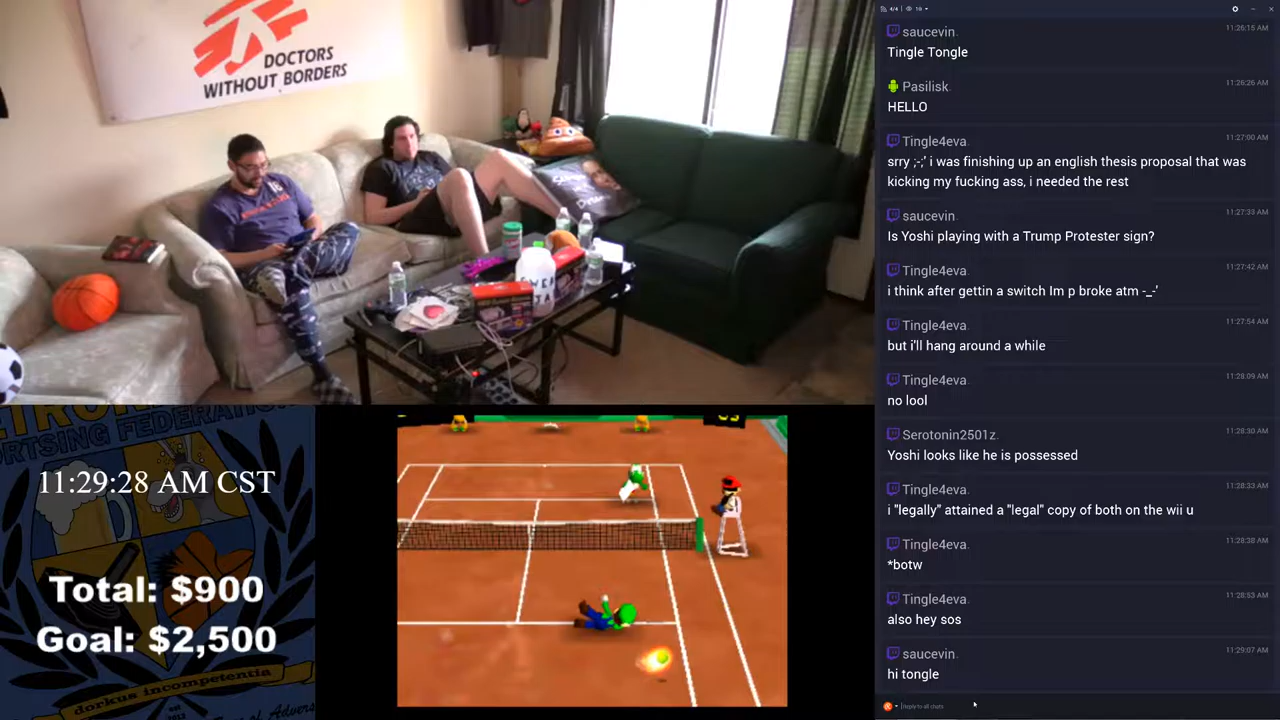 DOCTORS
WITHOUT BORDERS
4/4
saucevin
11:26:15 AM
Tingle Tongle
Pasilisk
11:26:26 AM
HELLO
Tingle4eva
11:27:00 AM
srry ;-;' i was finishing up an english thesis proposal that was
kicking my fucking ass, i needed the rest
saucevin
11:27:33 AM
Is Yoshi playing with a Trump Protester sign?
Tingle4eva
11:27:42 AM
i think after gettin a switch Im p broke atm -_-'
Tingle4eva
11:27:54 AM
but i'll hang around a while
Tingle4eva
11:28:09 AM
no lool
Serotonin2501z
11:28:30 AM
Yoshi looks like he is possessed
Tingle4eva
11:28:33 AM
i "legally" attained a "legal" copy of both on the wii u
Tingle4eva
11:28:38 AM
*botw
Tingle4eva
11:28:53 AM
also hey sos
saucevin
11:29:07 AM
hi tongle
Reply to all chats
11:29:28 AM CST
Total: $900
Goal: $2,500
dorkus incompetentia